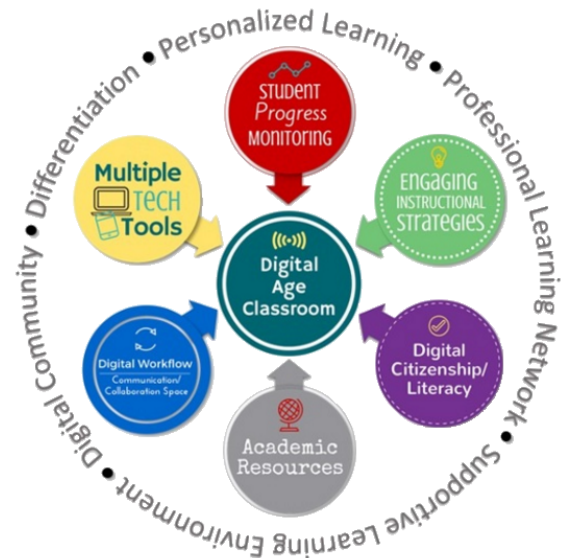 Differentiation • Personalized Learning • Professional Learning Network • Supportive Learning Environment • Digital Community •
STUDENT
Progress
MONITORING
Multiple
TECH
Tools
ENGAGING
INSTRUCTIONAL
STRATEGIES
Digital
Age
Classroom
Digital Workflow
Communication/
Collaboration Space
Digital
Citizenship/
Literacy
Academic
Resources